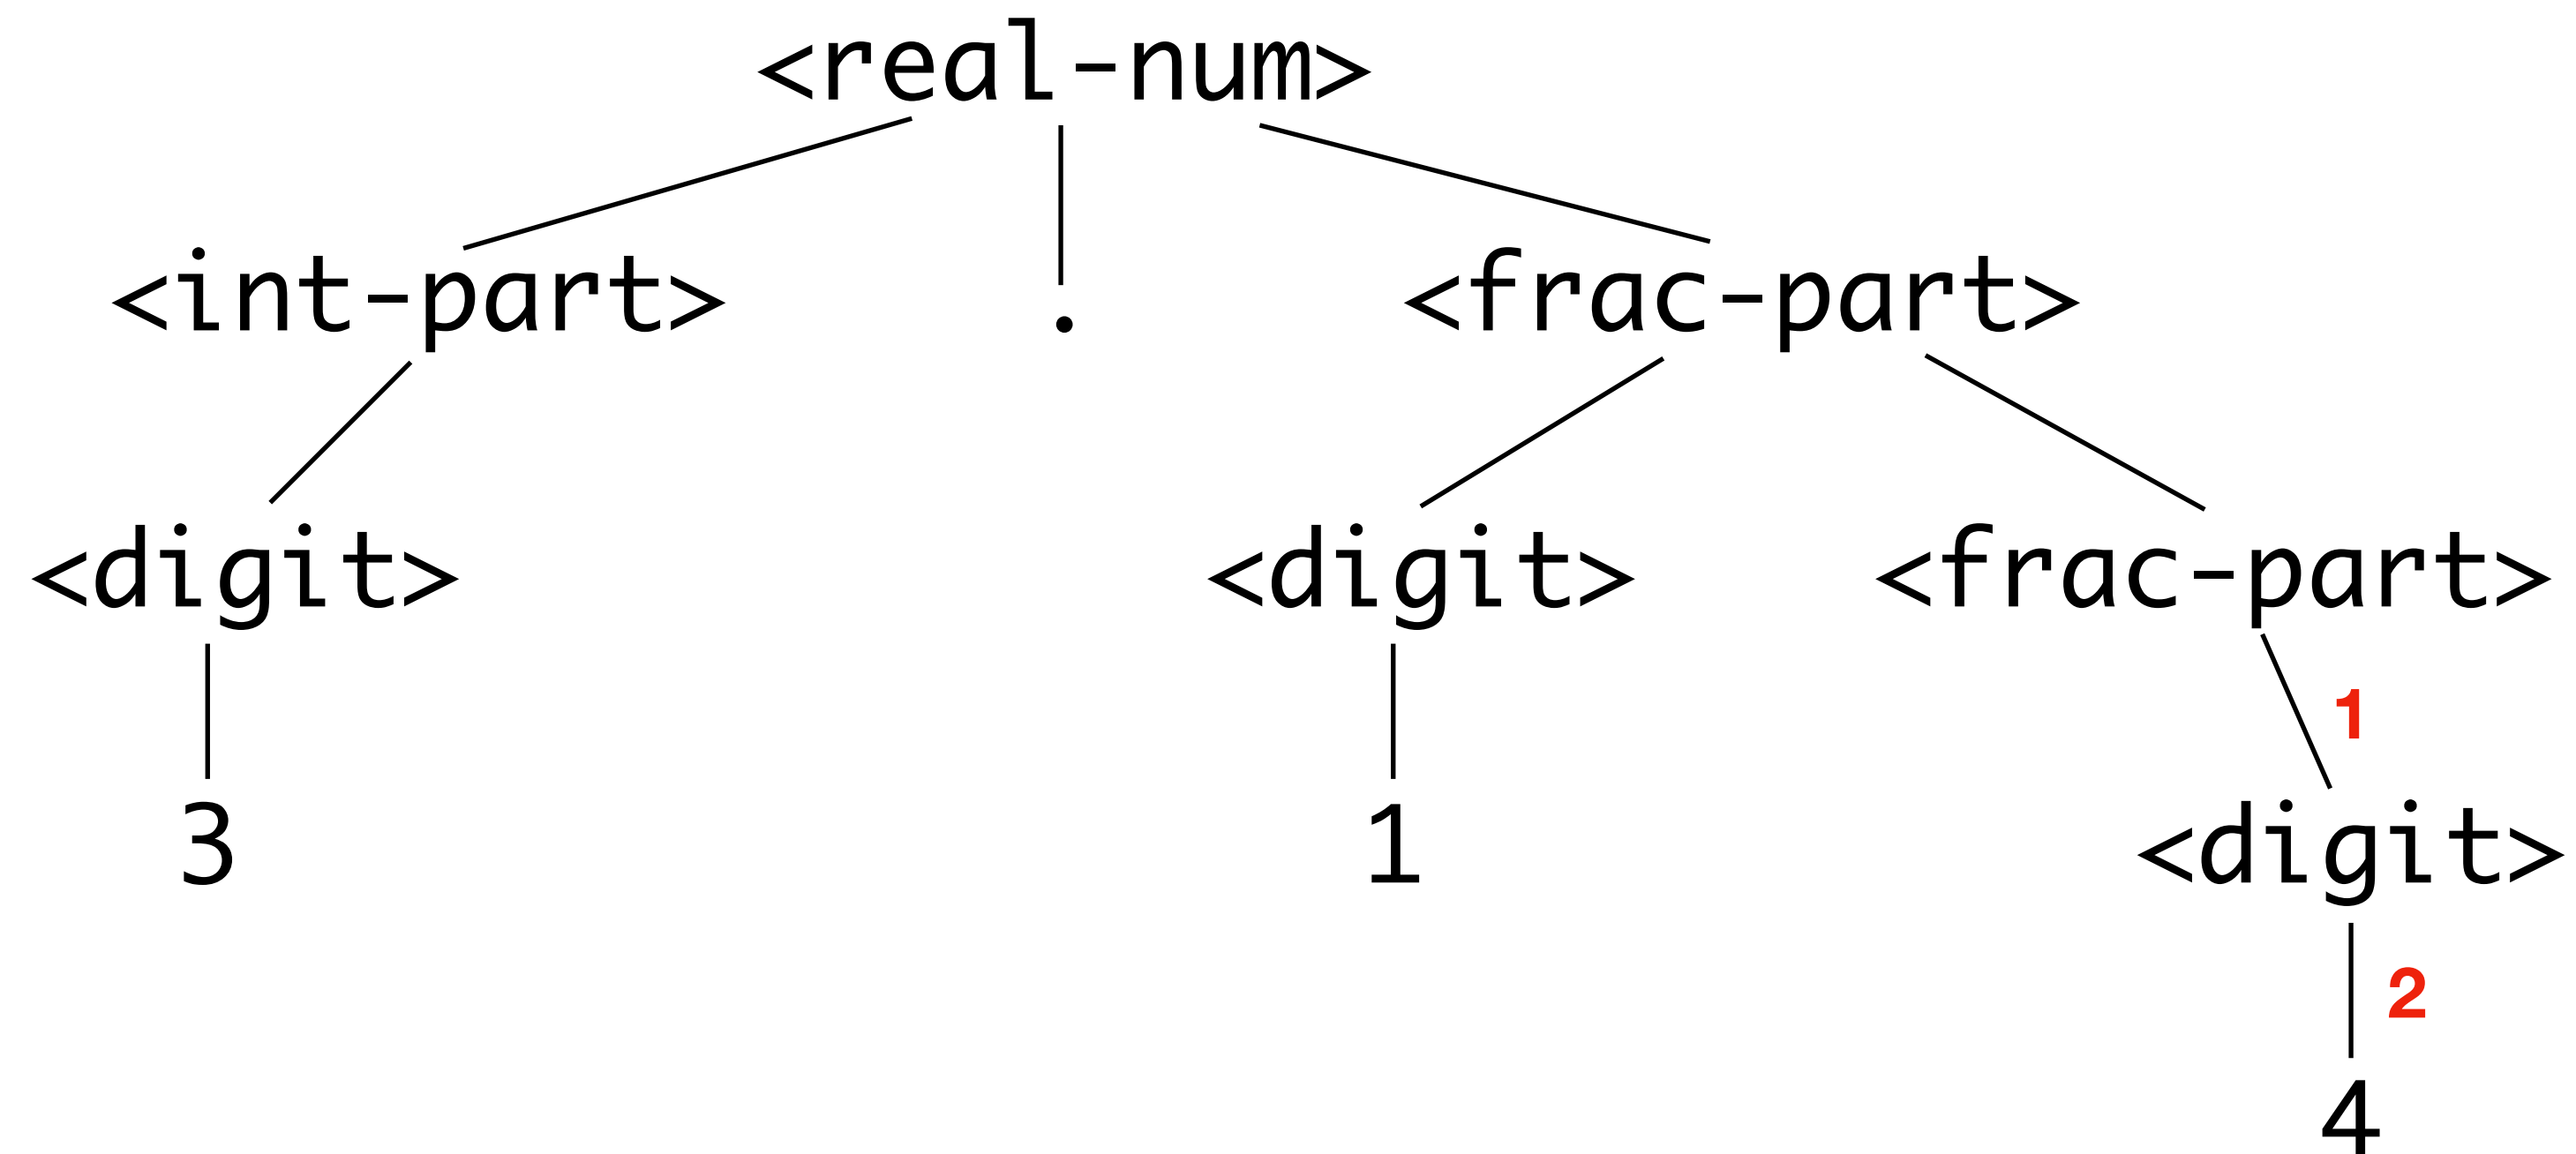 <real-num>
<int-part> . <frac-part>
<digit> <digit> <frac-part>
1
3 1 <digit>
2
4